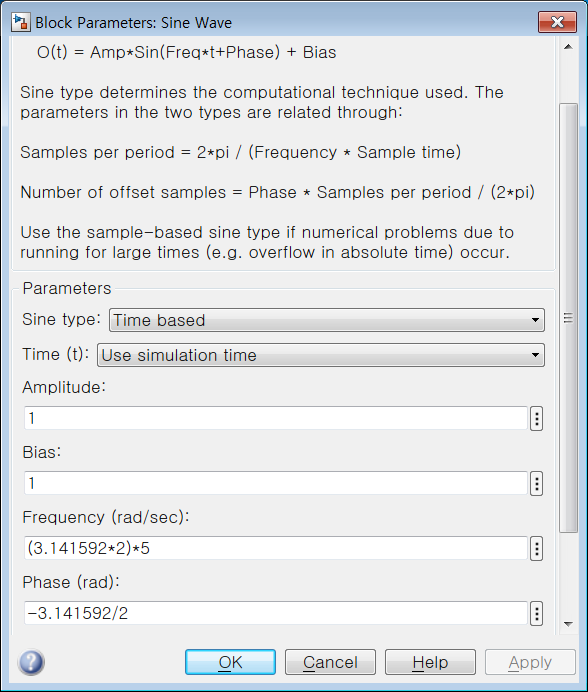 Block Parameters: Sine Wave
O(t) = Amp*Sin(Freq*t+Phase) + Bias
Sine type determines the computational technique used. The
parameters in the two types are related through:
Samples per period = 2*pi / (Frequency * Sample time)
Number of offset samples = Phase * Samples per period / (2*pi)
Use the sample-based sine type if numerical problems due to
running for large times (e.g. overflow in absolute time) occur.
Parameters
Sine type: Time based
Time (t): Use simulation time
Amplitude:
1
Bias:
1
Frequency (rad/sec):
(3.141592*2)*5
Phase (rad):
-3.141592/2
? OK Cancel Help Apply